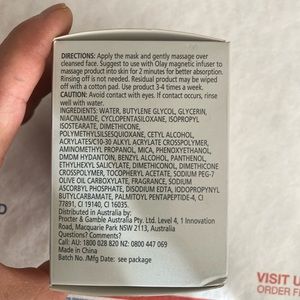 DIRECTIONS: Apply the mask and gently massage over
cleansed face. Suggest to use with Olay magnetic infuser to
massage product into skin for 2 minutes for better absorption.
Rinsing off is not needed. Residual product may be wiped
off with a cotton pad. Use product 3-4 times a week.
CAUTION: Avoid contact with eyes. If contact occurs, rinse
well with water.
WATER, BUTYLENE GLYCOL, GLYCERIN,
NIACINAMIDE, CYCLOPENTASILOXANE, ISOPROPYL
ISOSTEARATE, DIMETHICONE,
POLYMETHYLSILSESQUIOXANE, CETYL ALCOHOL,
ACRYLATES/C10-30 ALKYL ACRYLATE CROSSPOLYMER,
AMINOMETHYL PROPANOL, MICA, PHENOXYETHANOL,
DMDM HYDANTOIN, BENZYL ALCOHOL, PANTHENOL,
ETHYLHEXYL SALICYLATE, DIMETHICONOL, DIMETHICONE
CROSSPOLYMER, TOCOPHERYL ACETATE, SODIUM PEG-7
OLIVE OIL CARBOXYLATE, FRAGRANCE, SODIUM
ASCORBYL PHOSPHATE, DISODIUM EDTA, IODOPROPYNYL
BUTYLCARBAMATE, PALMITOYL PENTAPEPTIDE-4, CI
77891, CI 19140, CI 16035.
Distributed in Australia by:
Procter & Gamble Australia Pty. Ltd. Level 4, 1 Innovation
Road, Macquarie Park NSW 2113, Australia
Questions? Comments?
Call: AU: 1800 028 820 NZ: 0800 447 069
Made in China
Batch No./Mfg Date: see package
VISIT U
ORDER F